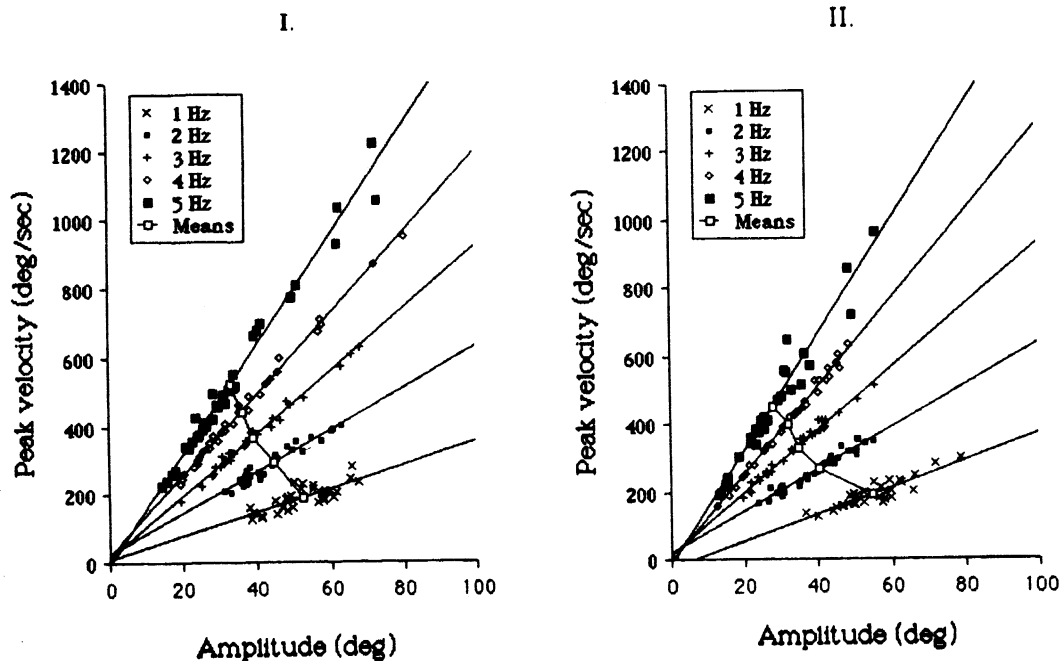 I.
II.
1400
1200
1000
800
600
400
200
0
Peak velocity (deg/sec)
1 Hz
2 Hz
3 Hz
4 Hz
5 Hz
Means
0 20 40 60 80 100
Amplitude (deg)
1400
1200
1000
800
600
400
200
0
Peak velocity (deg/sec)
1 Hz
2 Hz
3 Hz
4 Hz
5 Hz
Means
0 20 40 60 80 100
Amplitude (deg)